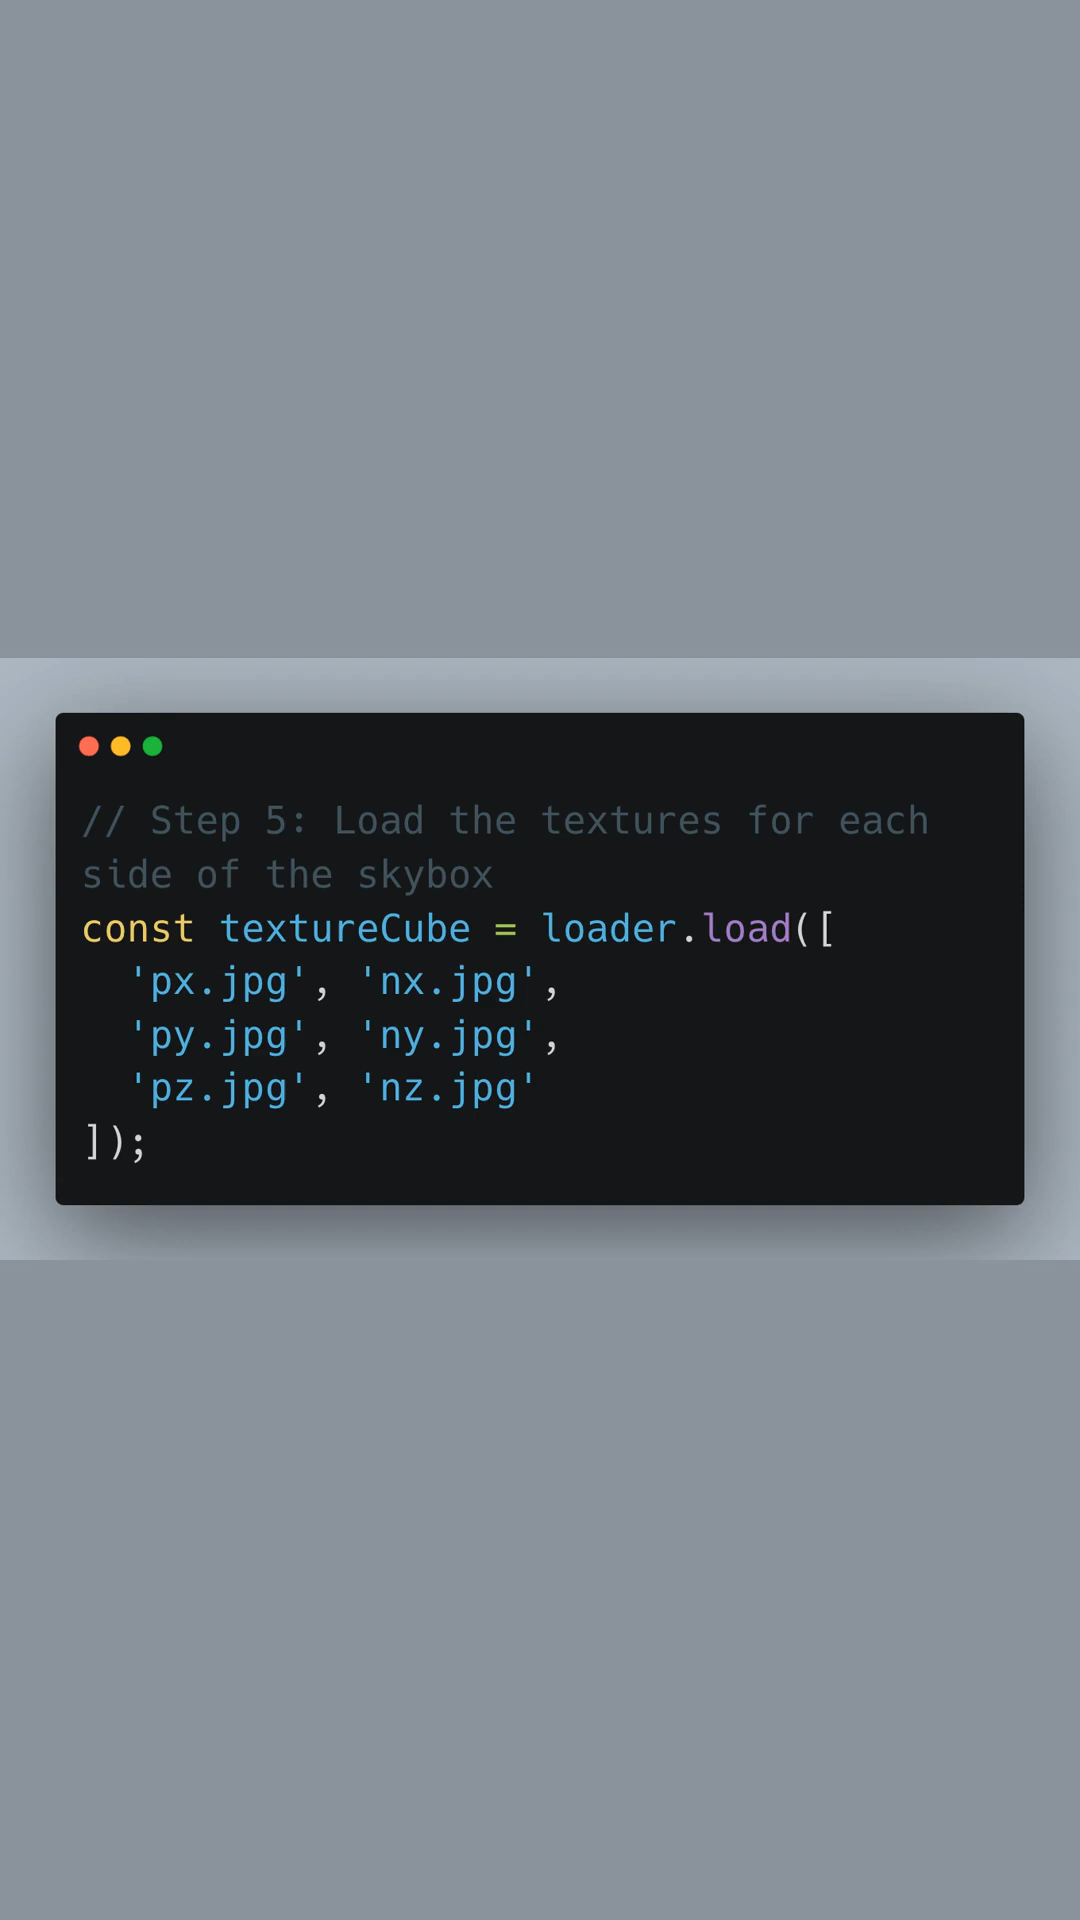 // Step 5: Load the textures for each
side of the skybox
const textureCube = loader.load([
  'px.jpg', 'nx.jpg',
  'py.jpg', 'ny.jpg',
  'pz.jpg', 'nz.jpg'
]);